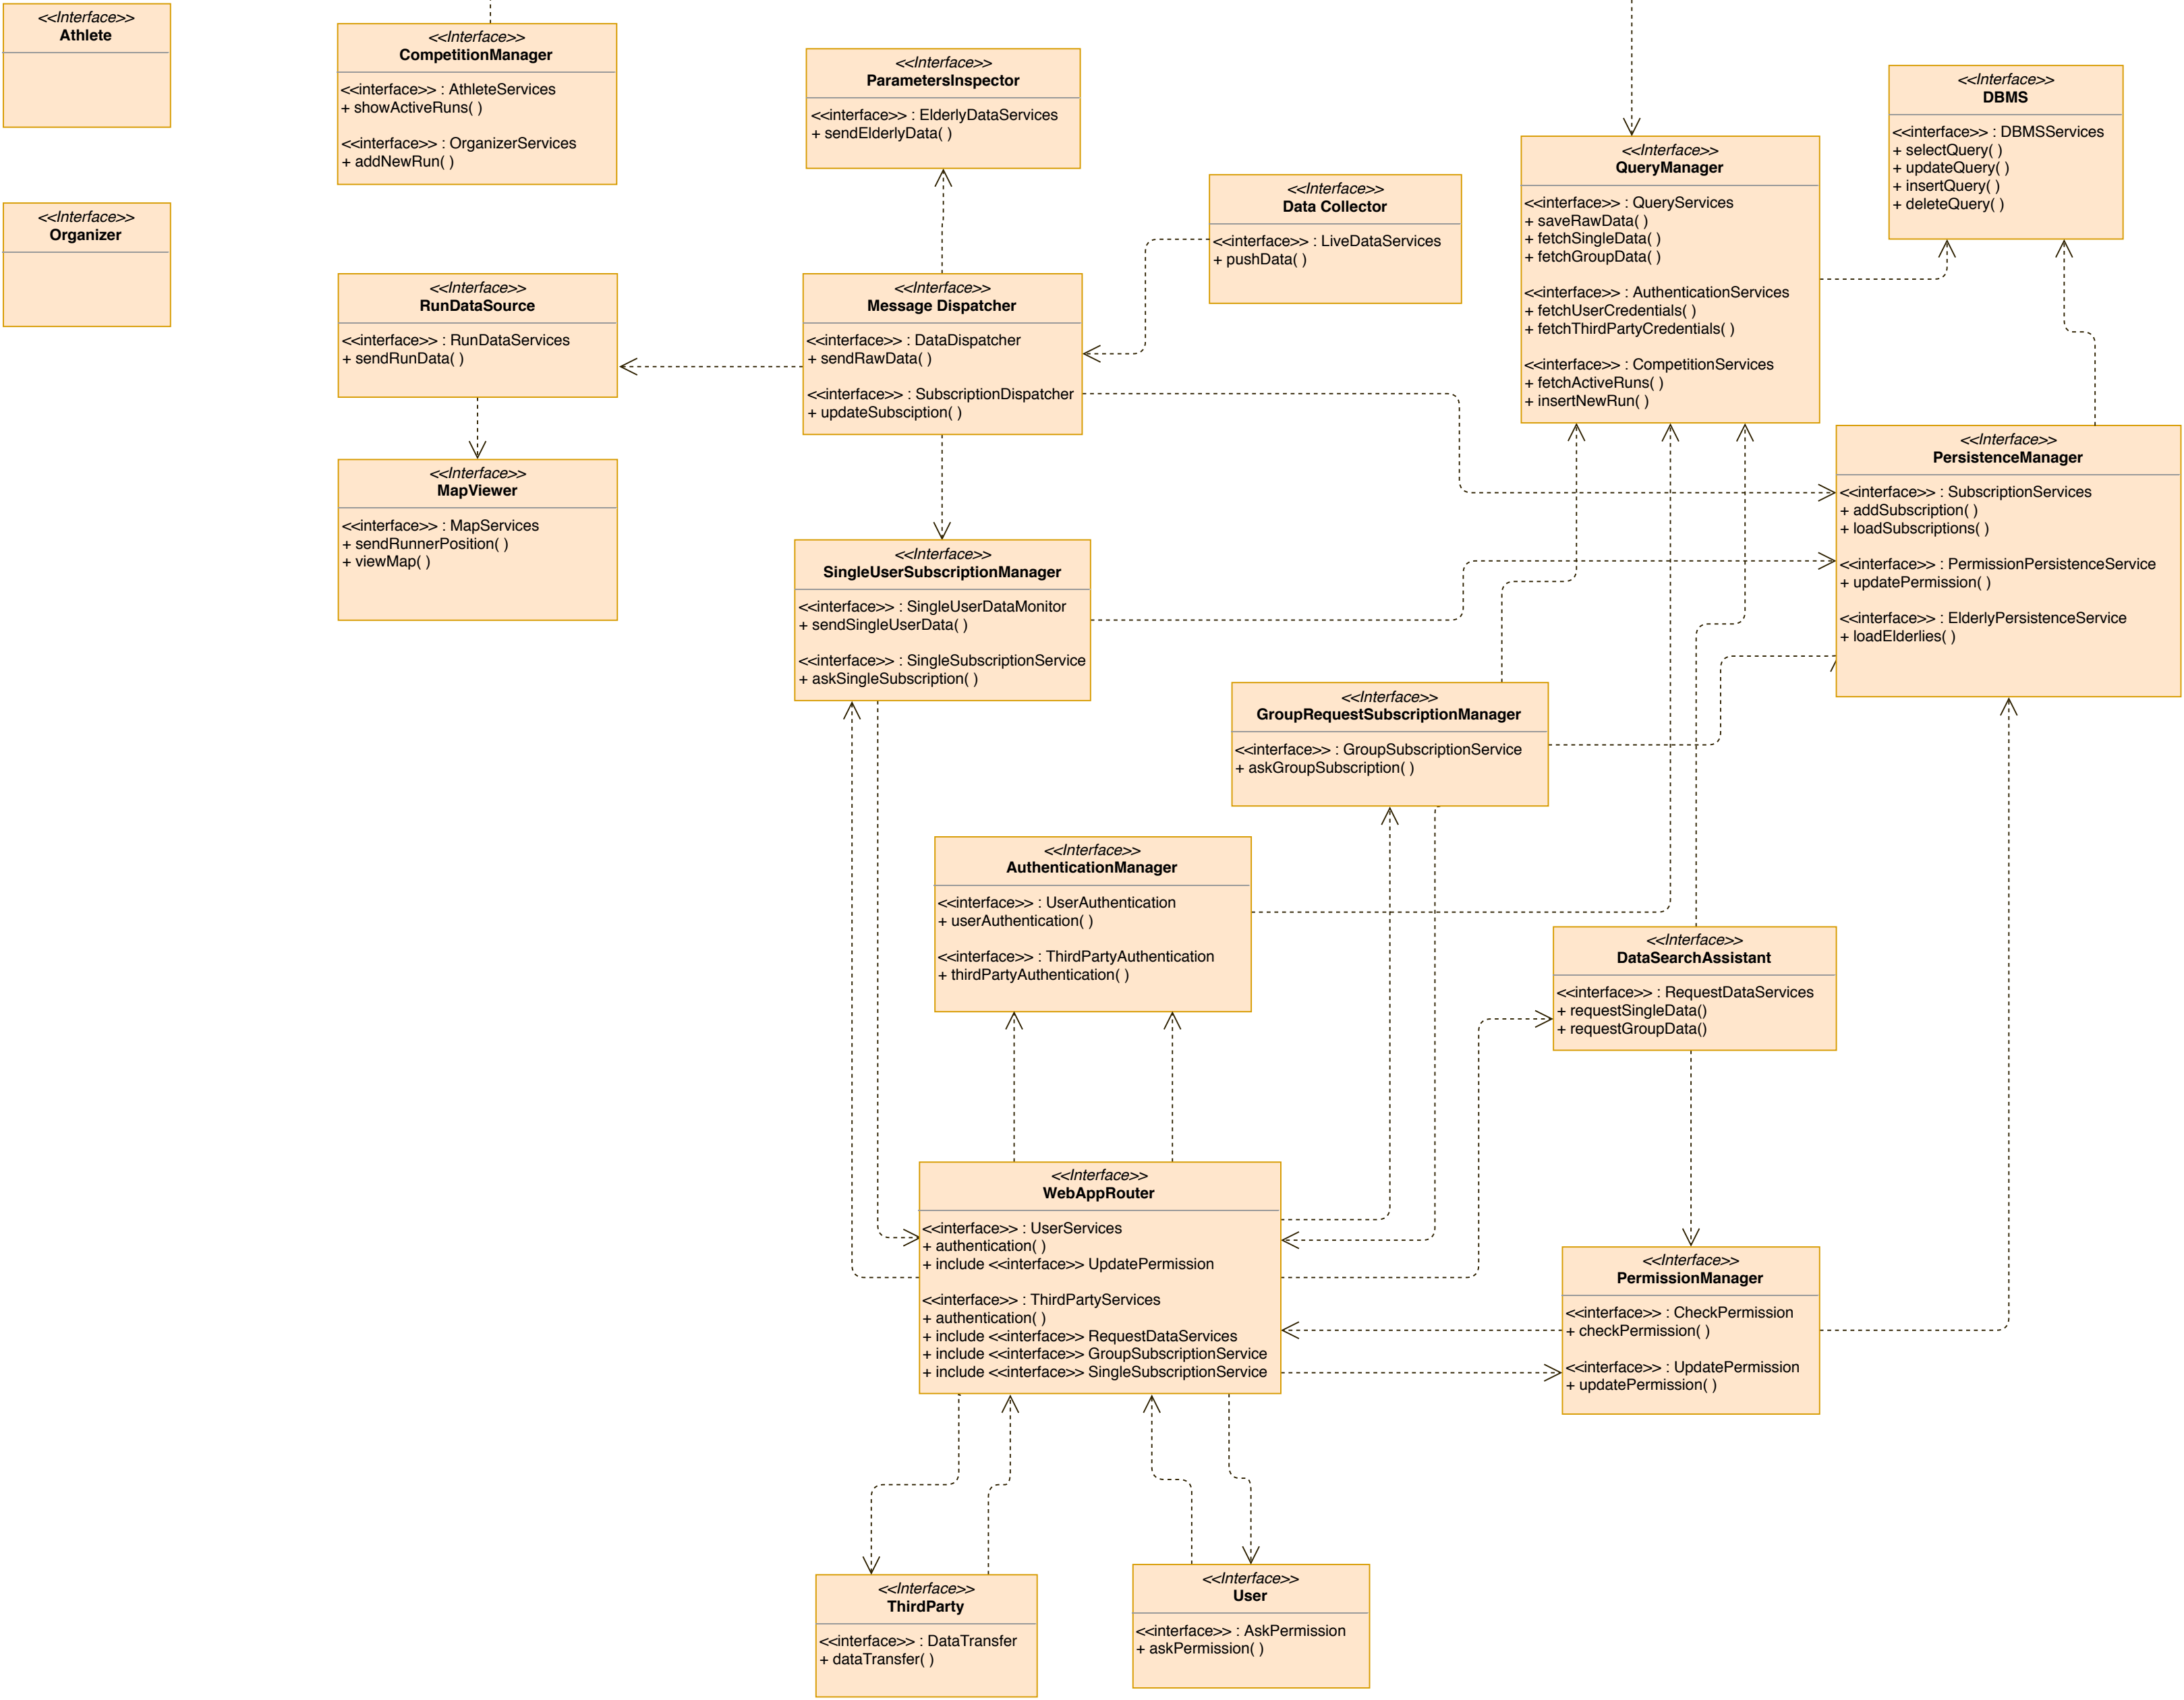 <<Interface>>
Athlete
<<Interface>>
Organizer
<<Interface>>
CompetitionManager
<<interface>> : AthleteServices
+ showActiveRuns( )
<<interface>> : OrganizerServices
+ addNewRun( )
<<Interface>>
ParametersInspector
<<interface>> : ElderlyDataServices
+ sendElderlyData( )
<<Interface>>
Data Collector
<<interface>> : LiveDataServices
+ pushData( )
<<Interface>>
QueryManager
<<interface>> : QueryServices
+ saveRawData( )
+ fetchSingleData( )
+ fetchGroupData( )
<<interface>> : AuthenticationServices
+ fetchUserCredentials( )
+ fetchThirdPartyCredentials( )
<<interface>> : CompetitionServices
+ fetchActiveRuns( )
+ insertNewRun( )
<<Interface>>
DBMS
<<interface>> : DBMSServices
+ selectQuery( )
+ updateQuery( )
+ insertQuery( )
+ deleteQuery( )
<<Interface>>
RunDataSource
<<interface>> : RunDataServices
+ sendRunData( )
<<Interface>>
Message Dispatcher
<<interface>> : DataDispatcher
+ sendRawData( )
<<interface>> : SubscriptionDispatcher
+ updateSubsciption( )
<<Interface>>
MapViewer
<<interface>> : MapServices
+ sendRunnerPosition( )
+ viewMap( )
<<Interface>>
PersistenceManager
<<interface>> : SubscriptionServices
+ addSubscription( )
+ loadSubscriptions( )
<<interface>> : PermissionPersistenceService
+ updatePermission( )
<<interface>> : ElderlyPersistenceService
+ loadElderlies( )
<<Interface>>
SingleUserSubscriptionManager
<<interface>> : SingleUserDataMonitor
+ sendSingleUserData( )
<<interface>> : SingleSubscriptionService
+ askSingleSubscription( )
<<Interface>>
GroupRequestSubscriptionManager
<<interface>> : GroupSubscriptionService
+ askGroupSubscription( )
<<Interface>>
AuthenticationManager
<<interface>> : UserAuthentication
+ userAuthentication( )
<<interface>> : ThirdPartyAuthentication
+ thirdPartyAuthentication( )
<<Interface>>
DataSearchAssistant
<<interface>> : RequestDataServices
+ requestSingleData()
+ requestGroupData()
<<Interface>>
WebAppRouter
<<interface>> : UserServices
+ authentication( )
+ include <<interface>> UpdatePermission
<<interface>> : ThirdPartyServices
+ authentication( )
+ include <<interface>> RequestDataServices
+ include <<interface>> GroupSubscriptionService
+ include <<interface>> SingleSubscriptionService
<<Interface>>
PermissionManager
<<interface>> : CheckPermission
+ checkPermission( )
<<interface>> : UpdatePermission
+ updatePermission( )
<<Interface>>
ThirdParty
<<interface>> : DataTransfer
+ dataTransfer( )
<<Interface>>
User
<<interface>> : AskPermission
+ askPermission( )